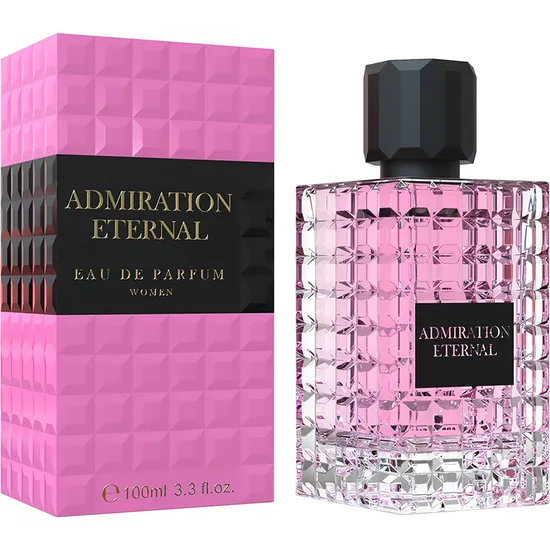 ADMIRATION
ETERNAL
EAU DE PARFUM
WOMEN
℮100ml 3.3 fl.oz.
ADMIRATION
ETERNAL